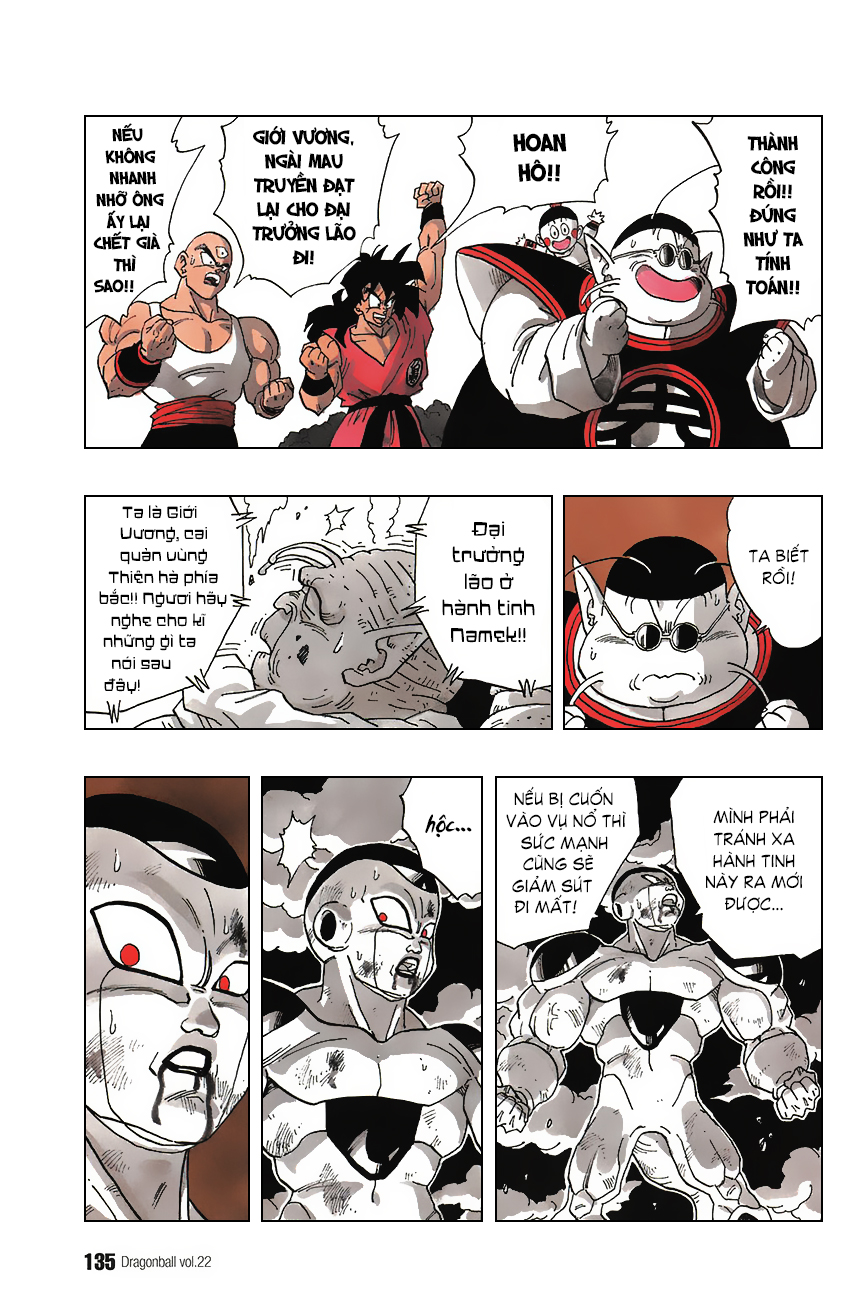 THÀNH
CÔNG
RỒI!!
ĐÚNG
NHƯ TA
TÍNH
TOÁN!!
HOAN
HÔ!!
GIỚI VƯƠNG,
NGÀI MAU
TRUYỀN ĐẠT
LẠI CHO ĐẠI
TRƯỞNG LÃO
ĐI!
NẾU
KHÔNG
NHANH
NHỠ ÔNG
ẤY LẠI
CHẾT GIÀ
THÌ
SAO!!
TA BIẾT
RỒI!
Đại
trưởng
lão ở
hành tinh
Namek!!
Ta là Giới
Vương, cai
quản vùng
Thiên hà phía
bắc!! Ngươi hãy
nghe cho kĩ
những gì ta
nói sau
đây!
MÌNH PHẢI
TRÁNH XA
HÀNH TINH
NÀY RA MỚI
ĐƯỢC...
NẾU BỊ CUỐN
VÀO VỤ NỔ THÌ
SỨC MẠNH
CŨNG SẼ
GIẢM SÚT
ĐI MẤT!
HỘC...
135 Dragonball vol.22